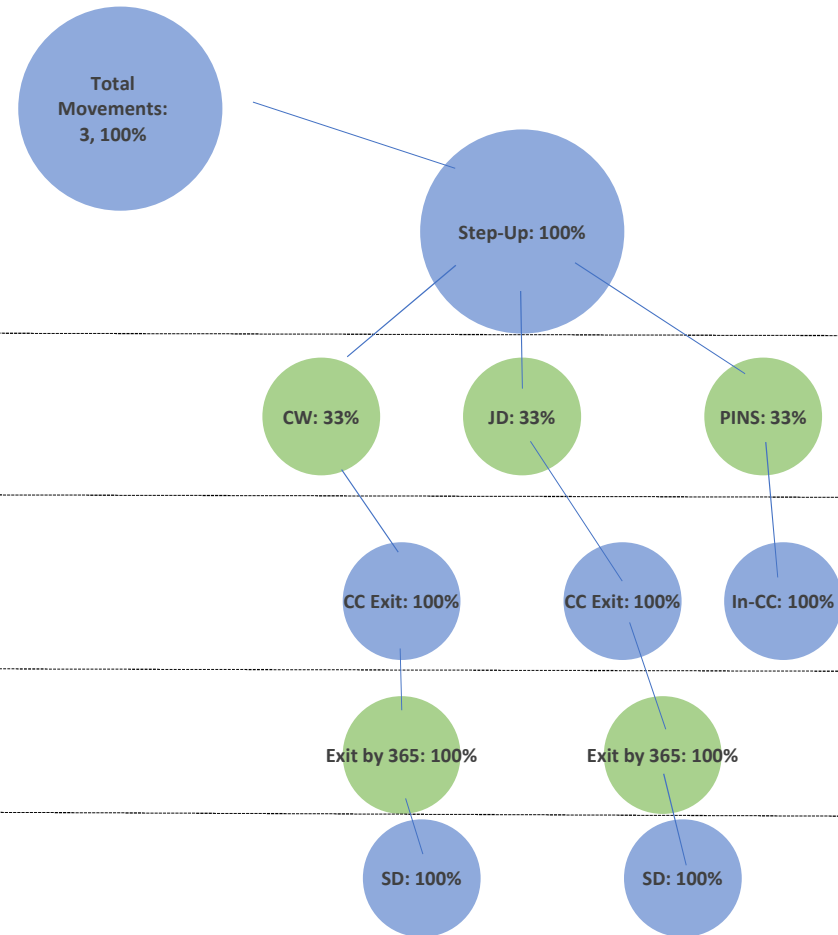 Total
Movements:
3, 100%
Step-Up: 100%
CW: 33%
JD: 33%
PINS: 33%
CC Exit: 100%
CC Exit: 100%
In-CC: 100%
Exit by 365: 100%
Exit by 365: 100%
SD: 100%
SD: 100%